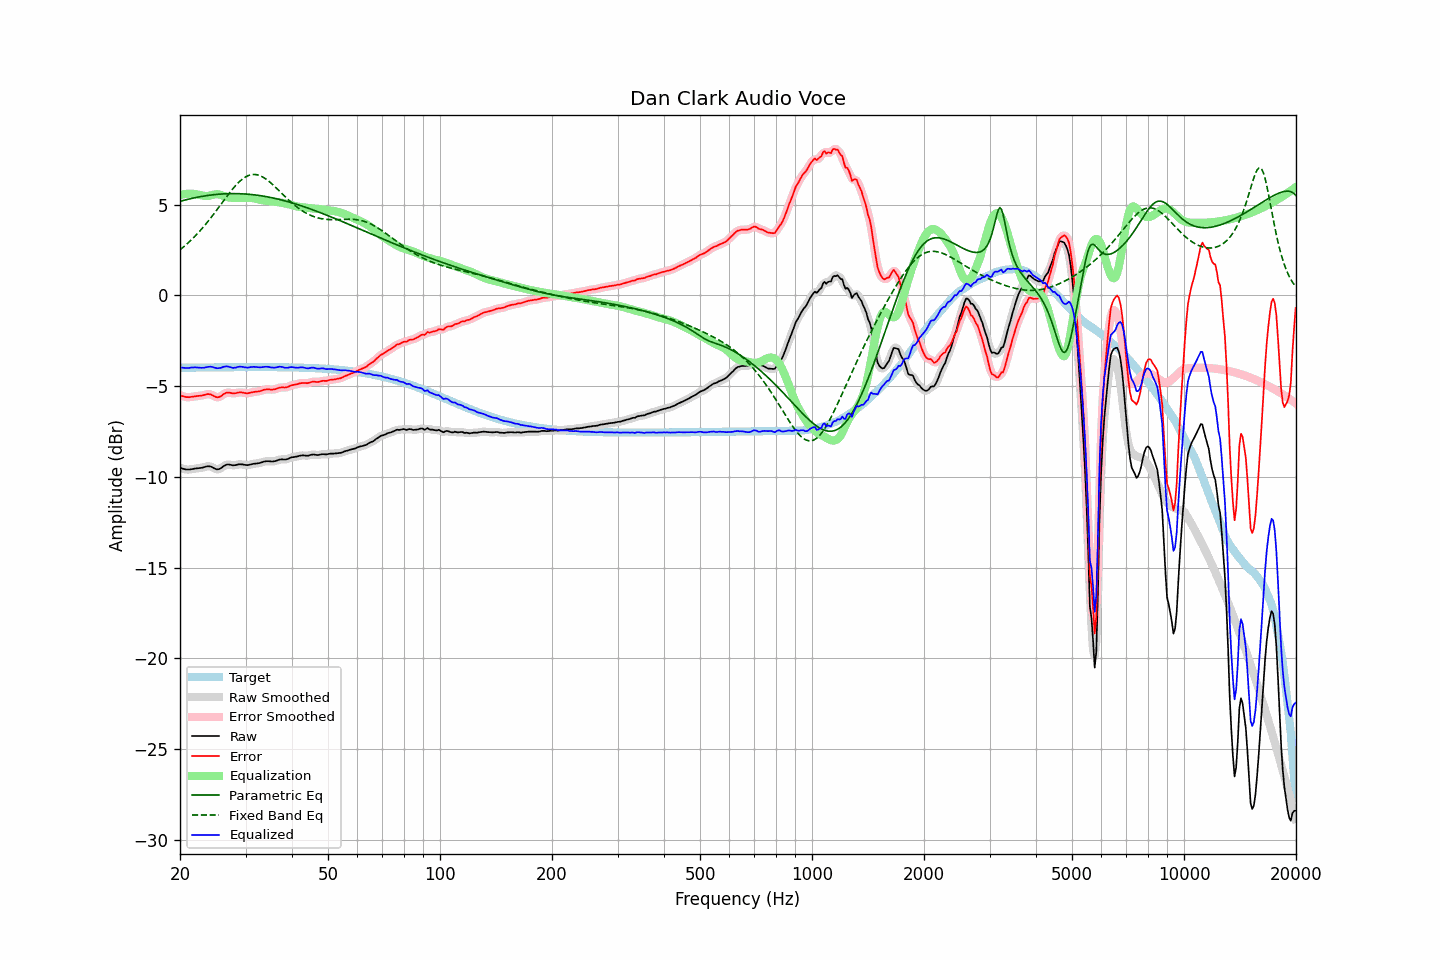 Dan Clark Audio Voce
Amplitude (dBr)
5
0
−5
−10
−15
−20
−25
−30
Target
Raw Smoothed
Error Smoothed
Raw
Error
Equalization
Parametric Eq
Fixed Band Eq
Equalized
20 50 100 200 500 1000 2000 5000 10000 20000
Frequency (Hz)